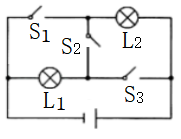 S₁ S₂ L₂
L₁ S₃